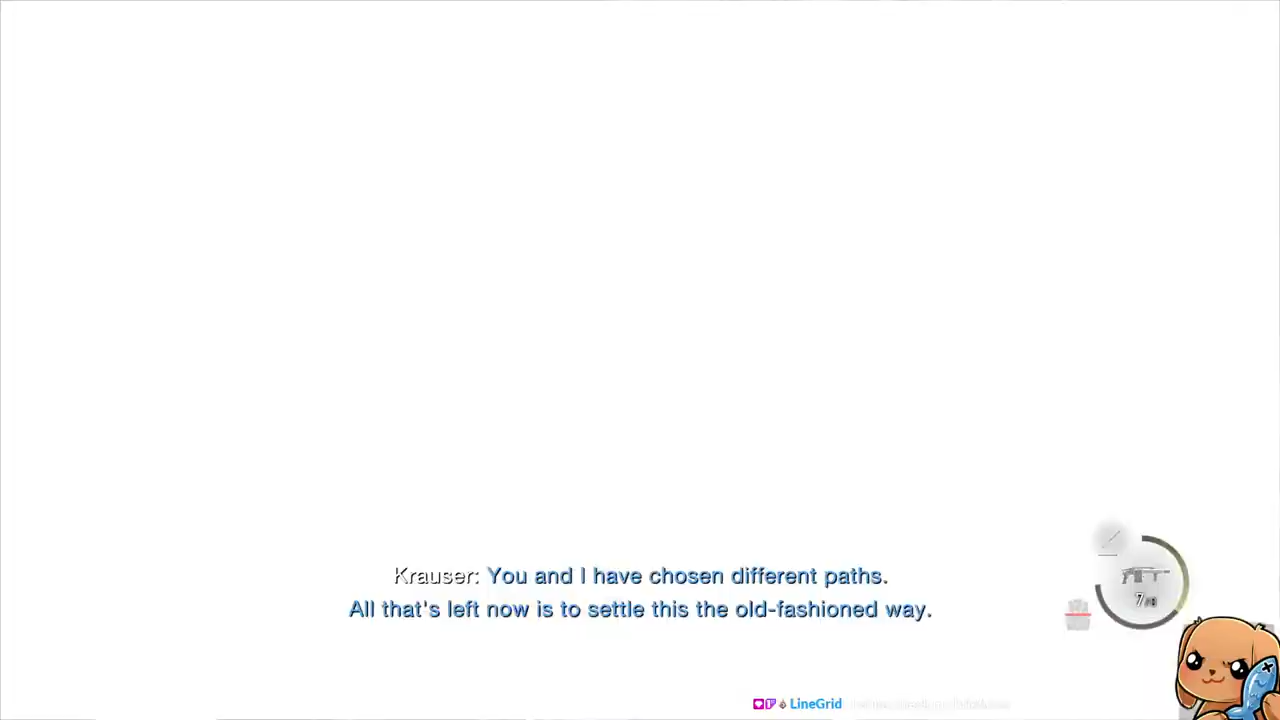 Krauser: You and I have chosen different paths.
All that's left now is to settle this the old-fashioned way.
7
LineGrid